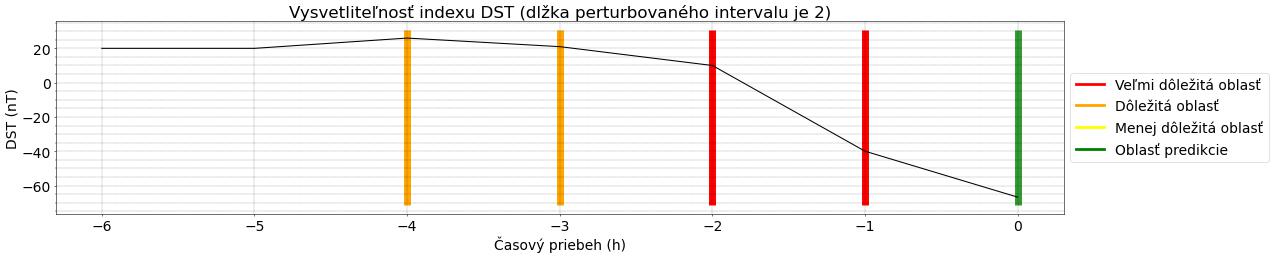 Vysvetliteľnosť indexu DST (dĺžka perturbovaného intervalu je 2)
DST (nT)
20
0
−20
−40
−60
−6
−5
−4
−3
−2
−1
0
Časový priebeh (h)
Veľmi dôležitá oblasť
Dôležitá oblasť
Menej dôležitá oblasť
Oblasť predikcie